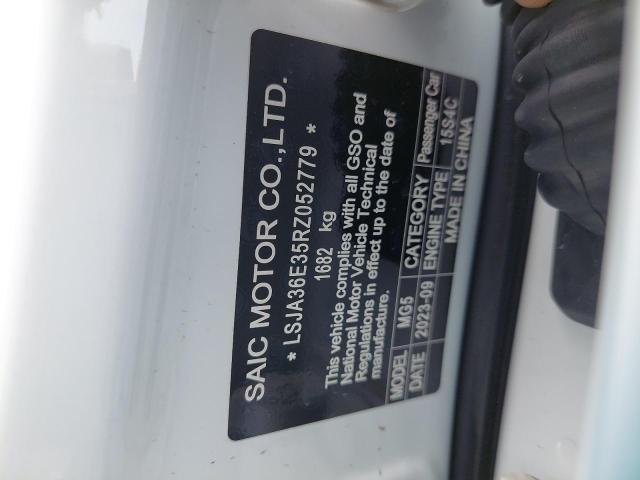 SAIC MOTOR CO.,LTD.
* LSJA36E35RZ052779 *
1682 kg
This vehicle complies with all GSO and
National Motor Vehicle Technical
Regulations in effect up to the date of
manufacture.
MODEL MG5 CATEGORY Passenger Car
DATE 2023-09 ENGINE TYPE 15S4C
MADE IN CHINA